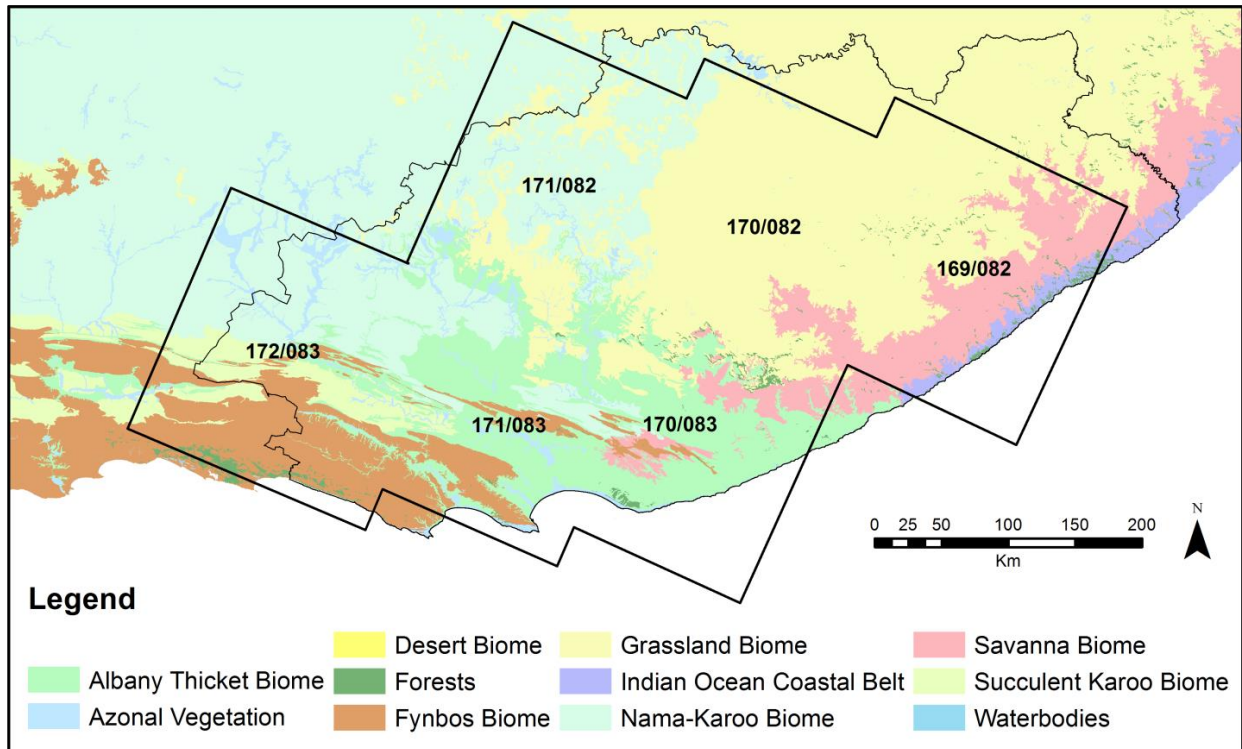 171/082
170/082
169/082
172/083
171/083
170/083
N
0 25 50 100 150 200
Km
Legend
Desert Biome
Grassland Biome
Savanna Biome
Albany Thicket Biome
Forests
Indian Ocean Coastal Belt
Succulent Karoo Biome
Azonal Vegetation
Fynbos Biome
Nama-Karoo Biome
Waterbodies